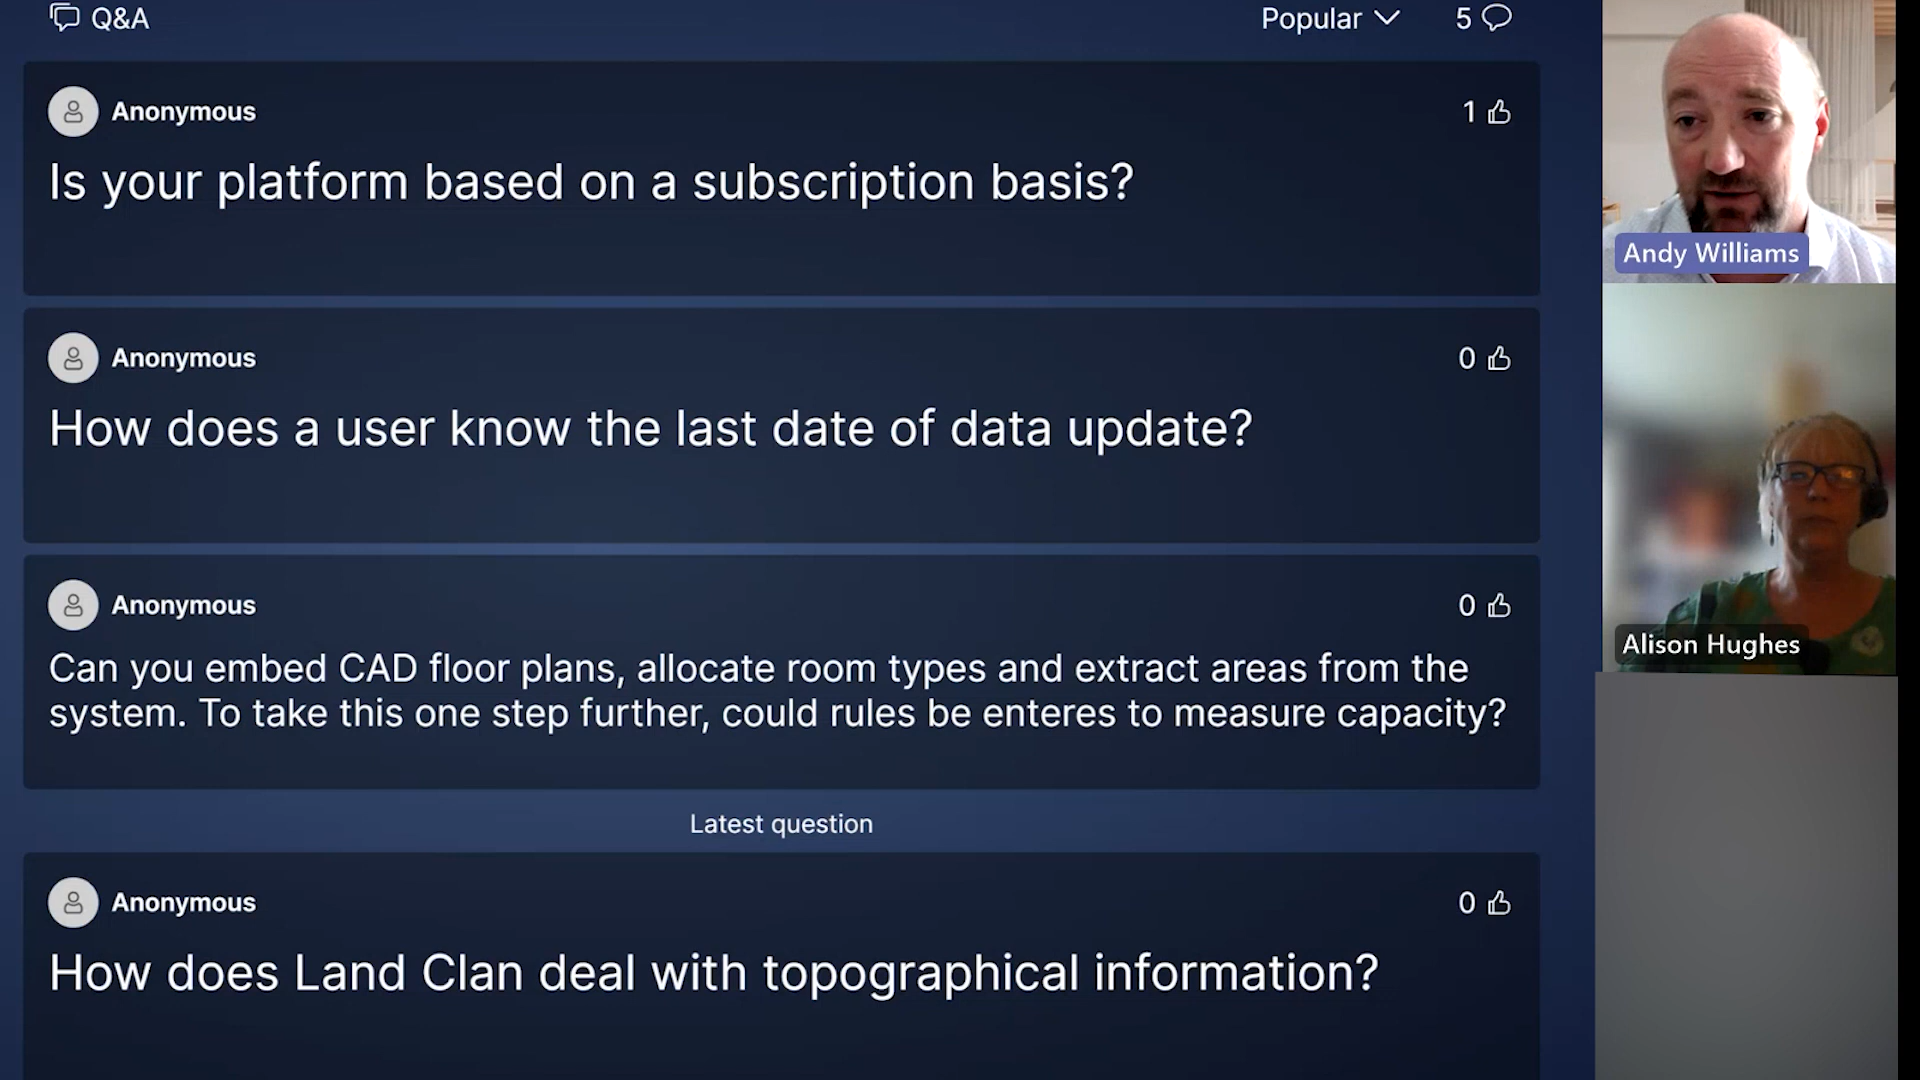 Q&A
Popular
5
Anonymous
1
Is your platform based on a subscription basis?
Anonymous
0
How does a user know the last date of data update?
Anonymous
0
Can you embed CAD floor plans, allocate room types and extract areas from the
system. To take this one step further, could rules be enteres to measure capacity?
Latest question
Anonymous
0
How does Land Clan deal with topographical information?
Andy Williams
Alison Hughes